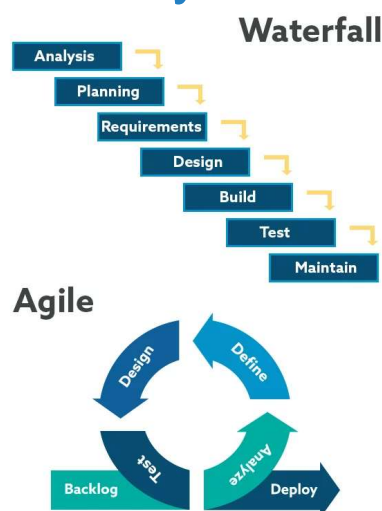 Waterfall
Analysis
Planning
Requirements
Design
Build
Test
Maintain
Agile
Design
Define
Test
Analyze
Backlog
Deploy